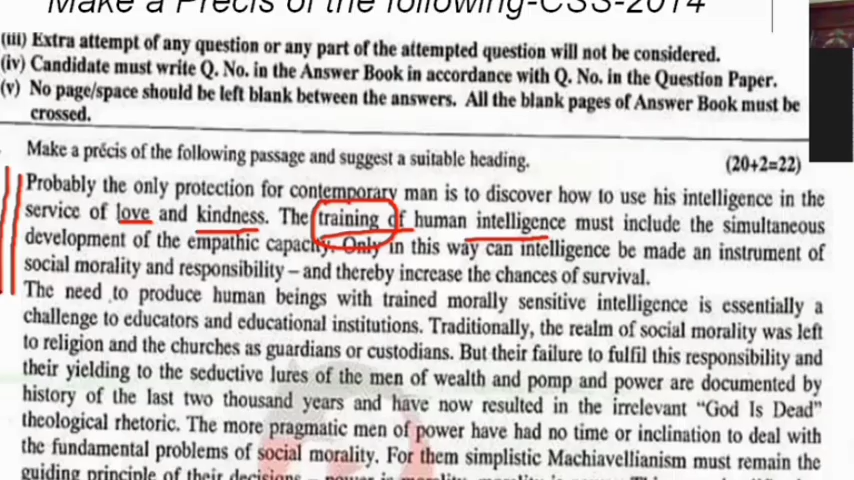 Make a Précis of the following-CSS-2014
(iii) Extra attempt of any question or any part of the attempted question will not be considered.
(iv) Candidate must write Q. No. in the Answer Book in accordance with Q. No. in the Question Paper.
(v) No page/space should be left blank between the answers. All the blank pages of Answer Book must be
crossed.
Make a précis of the following passage and suggest a suitable heading. (20+2=22)
Probably the only protection for contemporary man is to discover how to use his intelligence in the
service of love and kindness. The training of human intelligence must include the simultaneous
development of the empathic capacity. Only in this way can intelligence be made an instrument of
social morality and responsibility – and thereby increase the chances of survival.
The need to produce human beings with trained morally sensitive intelligence is essentially a
challenge to educators and educational institutions. Traditionally, the realm of social morality was left
to religion and the churches as guardians or custodians. But their failure to fulfil this responsibility and
their yielding to the seductive lures of the men of wealth and pomp and power are documented by
history of the last two thousand years and have now resulted in the irrelevant “God Is Dead”
theological rhetoric. The more pragmatic men of power have had no time or inclination to deal with
the fundamental problems of social morality. For them simplistic Machiavellianism must remain the
guiding principle of their decisions